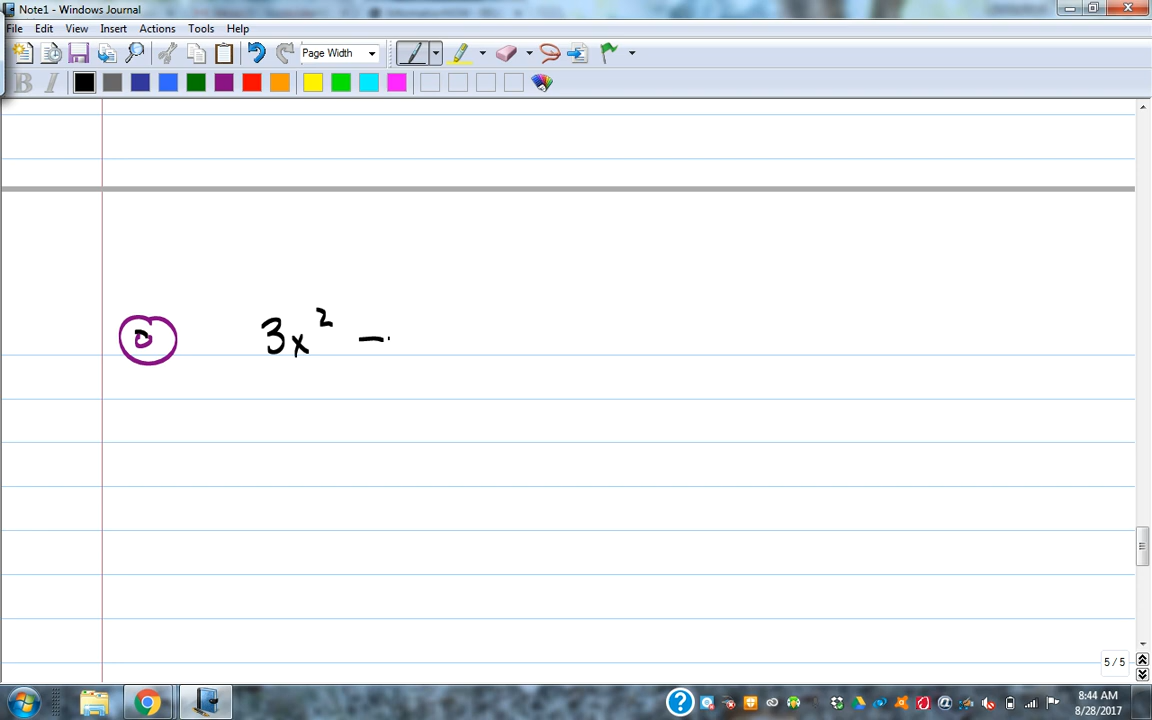 Note1 - Windows Journal
File Edit View Insert Actions Tools Help
Page Width
B I
3x² -
5 / 5
8:44 AM
8/28/2017